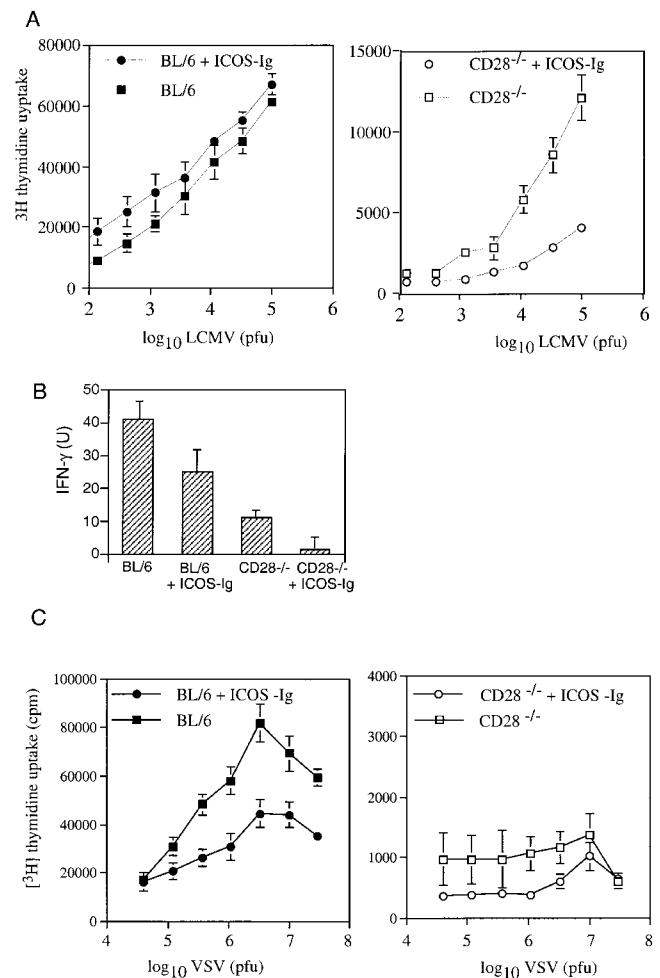 A
80000
60000
40000
20000
0
3H thymidine uyptake
BL/6 + ICOS-Ig
BL/6
2 3 4 5 6
log10 LCMV (pfu)
15000
10000
5000
0
CD28-/- + ICOS-Ig
CD28-/-
2 3 4 5 6
log10 LCMV (pfu)
B
50
40
30
20
10
0
IFN-γ (U)
BL/6
BL/6
+ ICOS-Ig
CD28-/-
CD28-/-
+ ICOS-Ig
C
100000
80000
60000
40000
20000
0
[3H] thymidine uptake (cpm)
BL/6 + ICOS -Ig
BL/6
4 5 6 7 8
log10 VSV (pfu)
4000
3000
2000
1000
0
CD28 -/- + ICOS -Ig
CD28 -/-
4 5 6 7 8
log10 VSV (pfu)